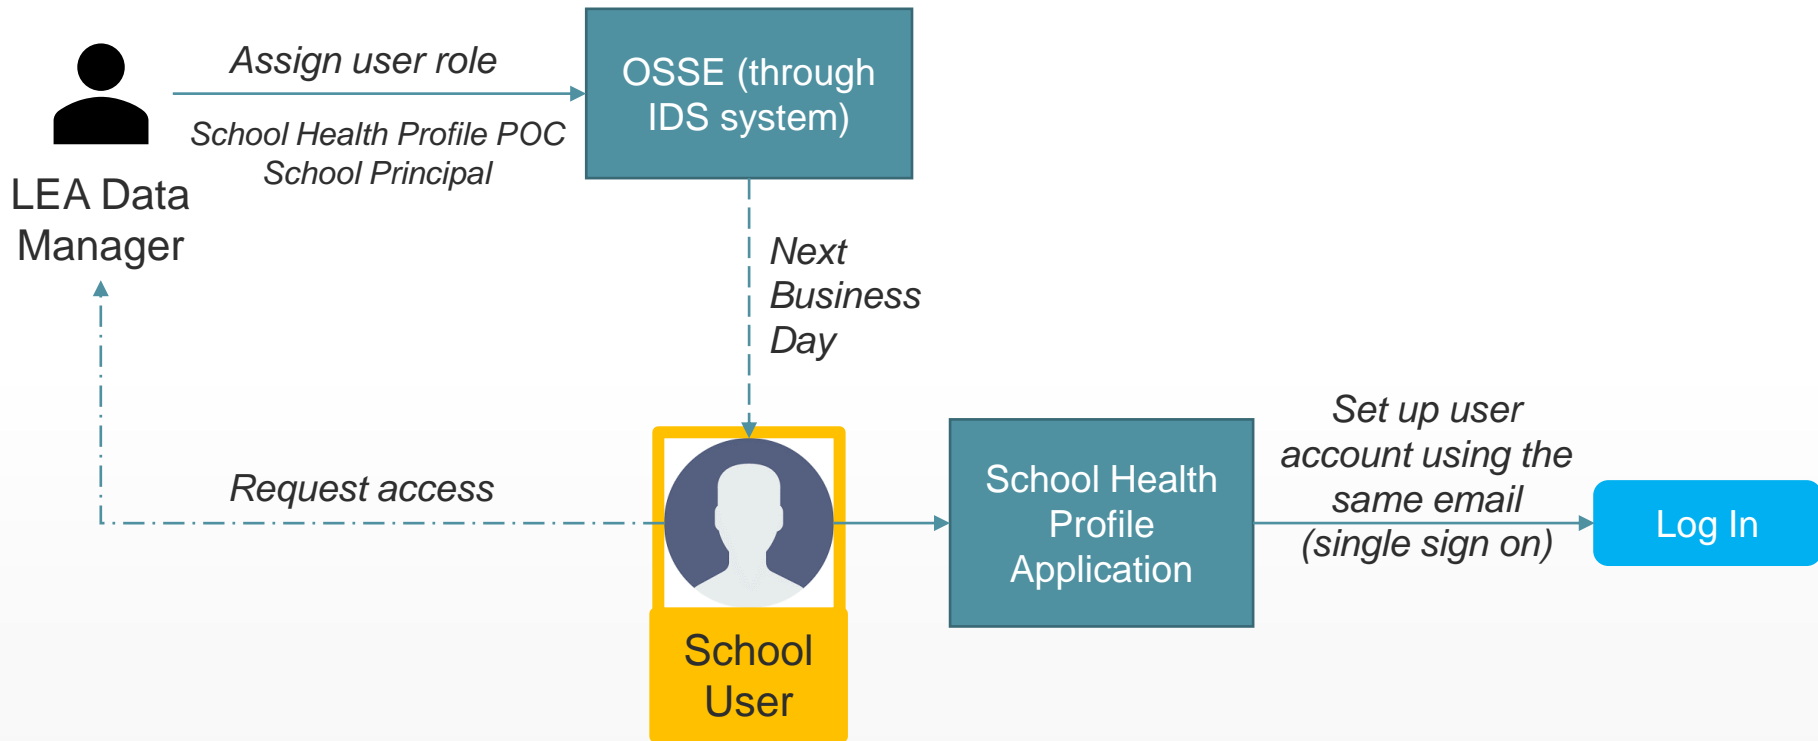 Assign user role
School Health Profile POC
School Principal
LEA Data
Manager
OSSE (through
IDS system)
Next
Business
Day
Request access
School
User
School Health
Profile
Application
Set up user
account using the
same email
(single sign on)
Log In